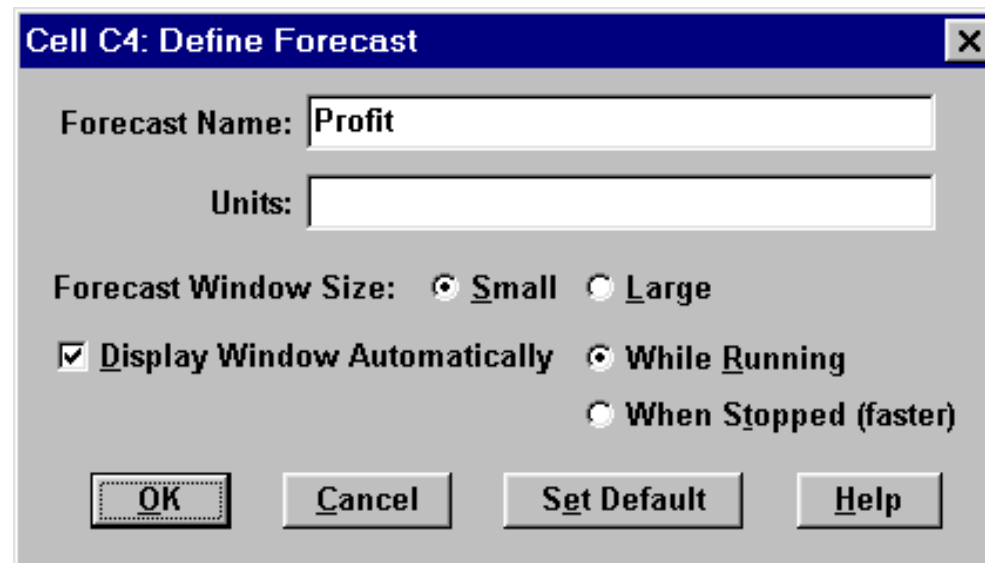 Cell C4: Define Forecast
Forecast Name: Profit
Units:
Forecast Window Size: Small Large
Display Window Automatically While Running
When Stopped (faster)
OK Cancel Set Default Help